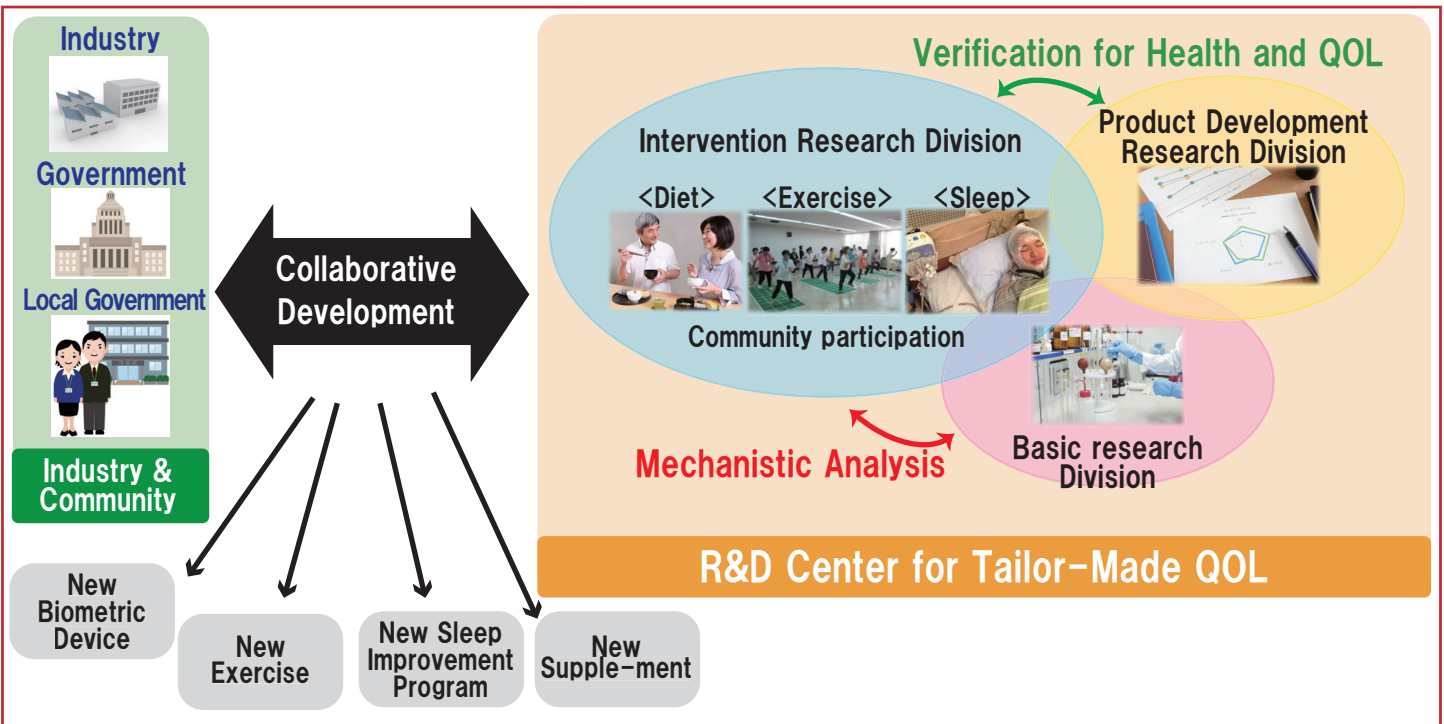 Industry
Government
Local Government
Industry &
Community
Collaborative
Development
Verification for Health and QOL
Intervention Research Division
<Diet>
<Exercise>
<Sleep>
Community participation
Product Development
Research Division
Mechanistic Analysis
Basic research
Division
R&D Center for Tailor-Made QOL
New
Biometric
Device
New
Exercise
New Sleep
Improvement
Program
New
Supple-ment